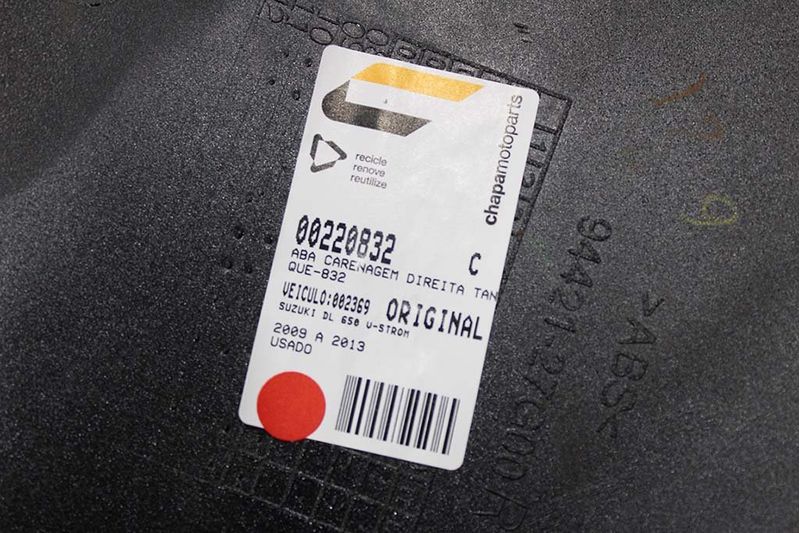 chapamotoparts
recicle
renove
reutilize
00220832 C
ABA CARENAGEM DIREITA TAN
QUE-832
VEICULO:002369 ORIGINAL
SUZUKI DL 650 V-STROM
2009 A 2013
USADO
94421-27G00
>ABS<